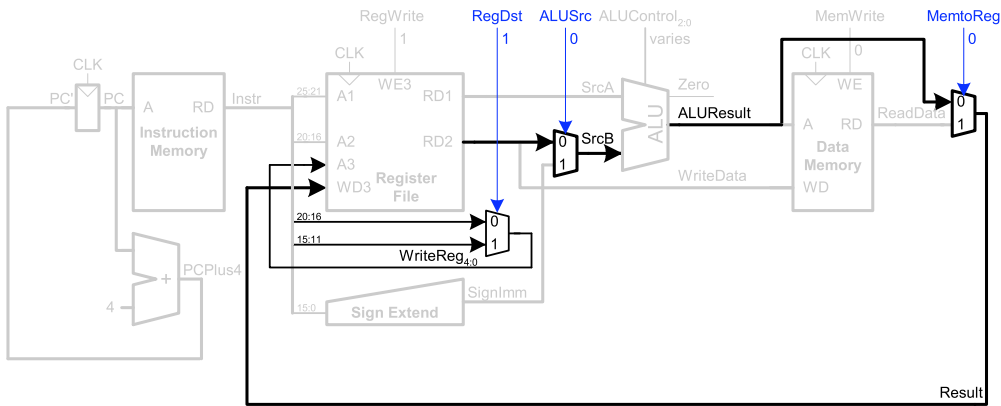 RegWrite
1
RegDst
1
ALUSrc
0
ALUControl2:0
varies
MemWrite
0
MemtoReg
0
CLK
PC'
PC
A
RD
Instruction
Memory
Instr
CLK
WE3
25:21
A1
RD1
20:16
A2
RD2
A3
WD3
Register
File
20:16
0
15:11
1
WriteReg4:0
15:0
Sign Extend
SignImm
0
1
SrcA
SrcB
ALU
Zero
ALUResult
WriteData
CLK
WE
A
RD
Data
Memory
WD
ReadData
0
1
+
PCPlus4
4
Result